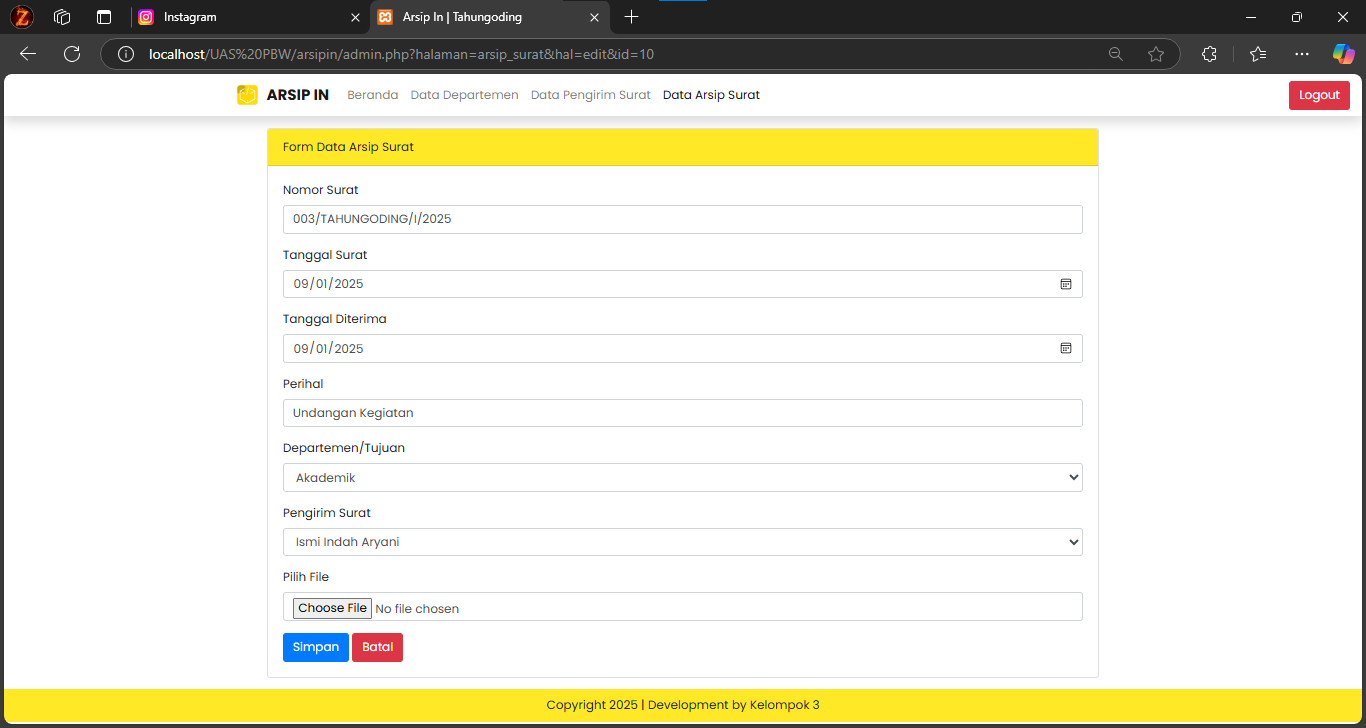 Instagram
Arsip In | Tahungoding
localhost/UAS%20PBW/arsipin/admin.php?halaman=arsip_surat&hal=edit&id=10
ARSIP IN Beranda Data Departemen Data Pengirim Surat Data Arsip Surat Logout
Form Data Arsip Surat
Nomor Surat
003/TAHUNGODING/I/2025
Tanggal Surat
09/01/2025
Tanggal Diterima
09/01/2025
Perihal
Undangan Kegiatan
Departemen/Tujuan
Akademik
Pengirim Surat
Ismi Indah Aryani
Pilih File
Choose File No file chosen
Simpan Batal
Copyright 2025 | Development by Kelompok 3